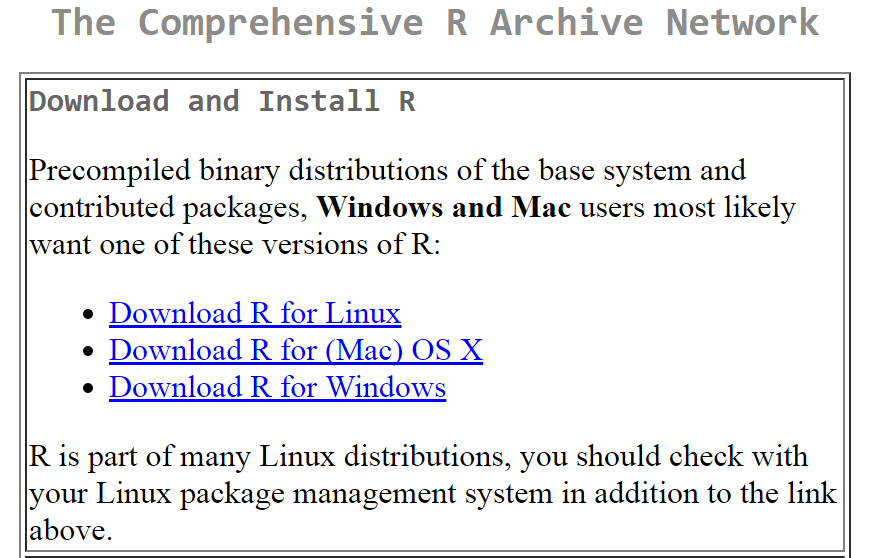 The Comprehensive R Archive Network
Download and Install R
Precompiled binary distributions of the base system and
contributed packages, Windows and Mac users most likely
want one of these versions of R:
• Download R for Linux
• Download R for (Mac) OS X
• Download R for Windows
R is part of many Linux distributions, you should check with
your Linux package management system in addition to the link
above.